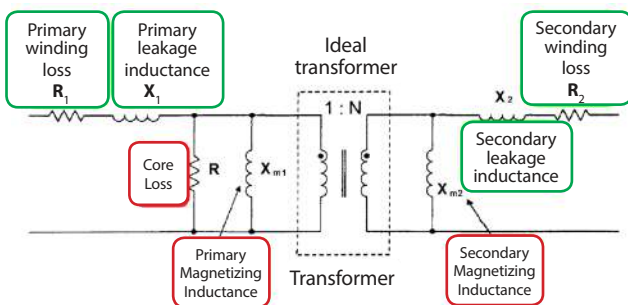 Primary
winding
loss
R1
Primary
leakage
inductance
X1
Ideal
transformer
1 : N
X2
Secondary
winding
loss
R2
Core
Loss
R
Xm1
Xm2
Secondary
leakage
inductance
Primary
Magnetizing
Inductance
Transformer
Secondary
Magnetizing
Inductance